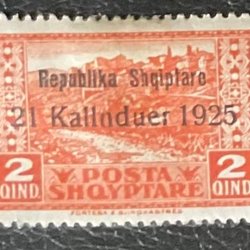 Republika Shqiptare
21 Kallnduer 1925
2 POSTA 2
QIND SHQYPTARE QIND